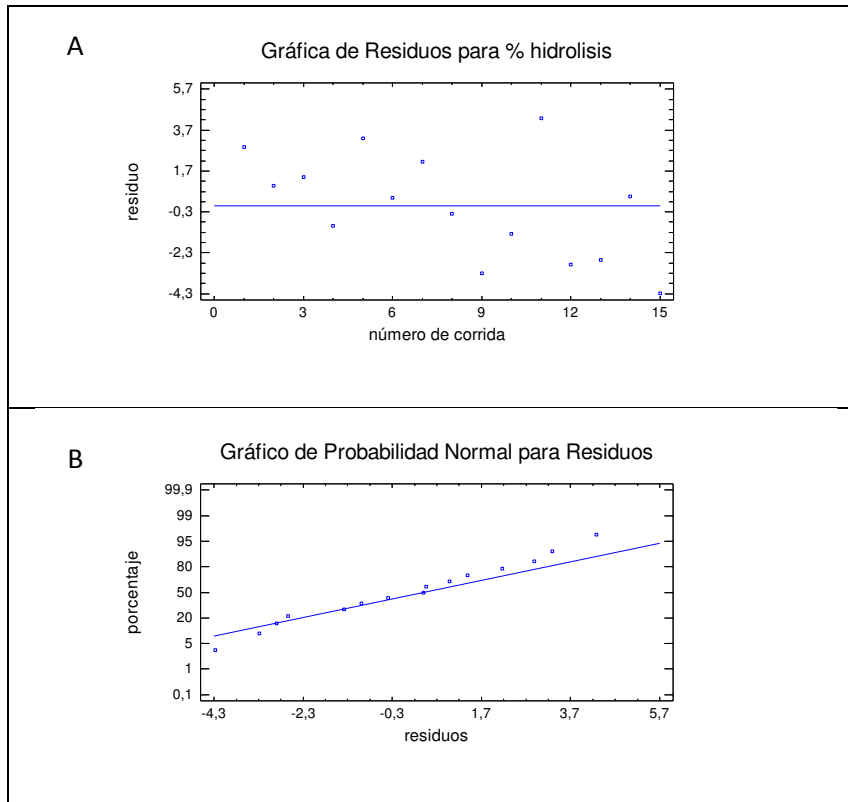 A
Gráfica de Residuos para % hidrolisis
5,7
3,7
1,7
-0,3
-2,3
-4,3
residuo
0 3 6 9 12 15
número de corrida
B
Gráfico de Probabilidad Normal para Residuos
99,9
99
95
80
50
20
5
1
0,1
porcentaje
-4,3 -2,3 -0,3 1,7 3,7 5,7
residuos